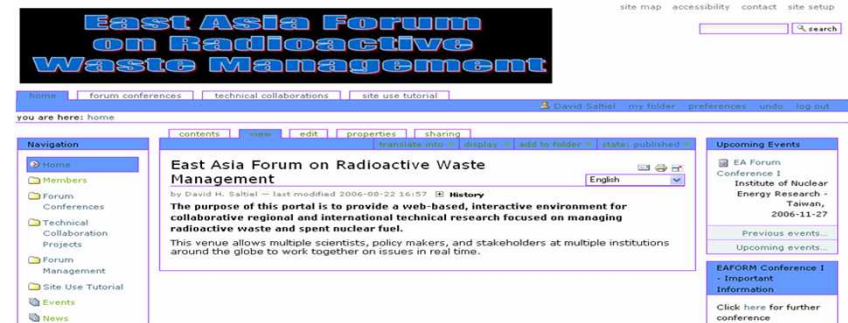 site map accessibility contact site setup
East Asia Forum
on Radioactive
Waste Management
search
home forum conferences technical collaborations site use tutorial
David Saltiel my folder preferences undo log out
you are here: home
contents view edit properties sharing
translate into display add to folder state: published
Navigation
Home
Members
Forum
Conferences
Technical
Collaboration
Projects
Forum
Management
Site Use Tutorial
Events
News
East Asia Forum on Radioactive Waste
Management
English
by David H. Saltiel — last modified 2006-08-22 16:57 History
The purpose of this portal is to provide a web-based, interactive environment for
collaborative regional and international technical research focused on managing
radioactive waste and spent nuclear fuel.
This venue allows multiple scientists, policy makers, and stakeholders at multiple institutions
around the globe to work together on issues in real time.
Upcoming Events
EA Forum
Conference I
Institute of Nuclear
Energy Research -
Taiwan,
2006-11-27
Previous events...
Upcoming events...
EAFORM Conference I
- Important
Information
Click here for further
conference